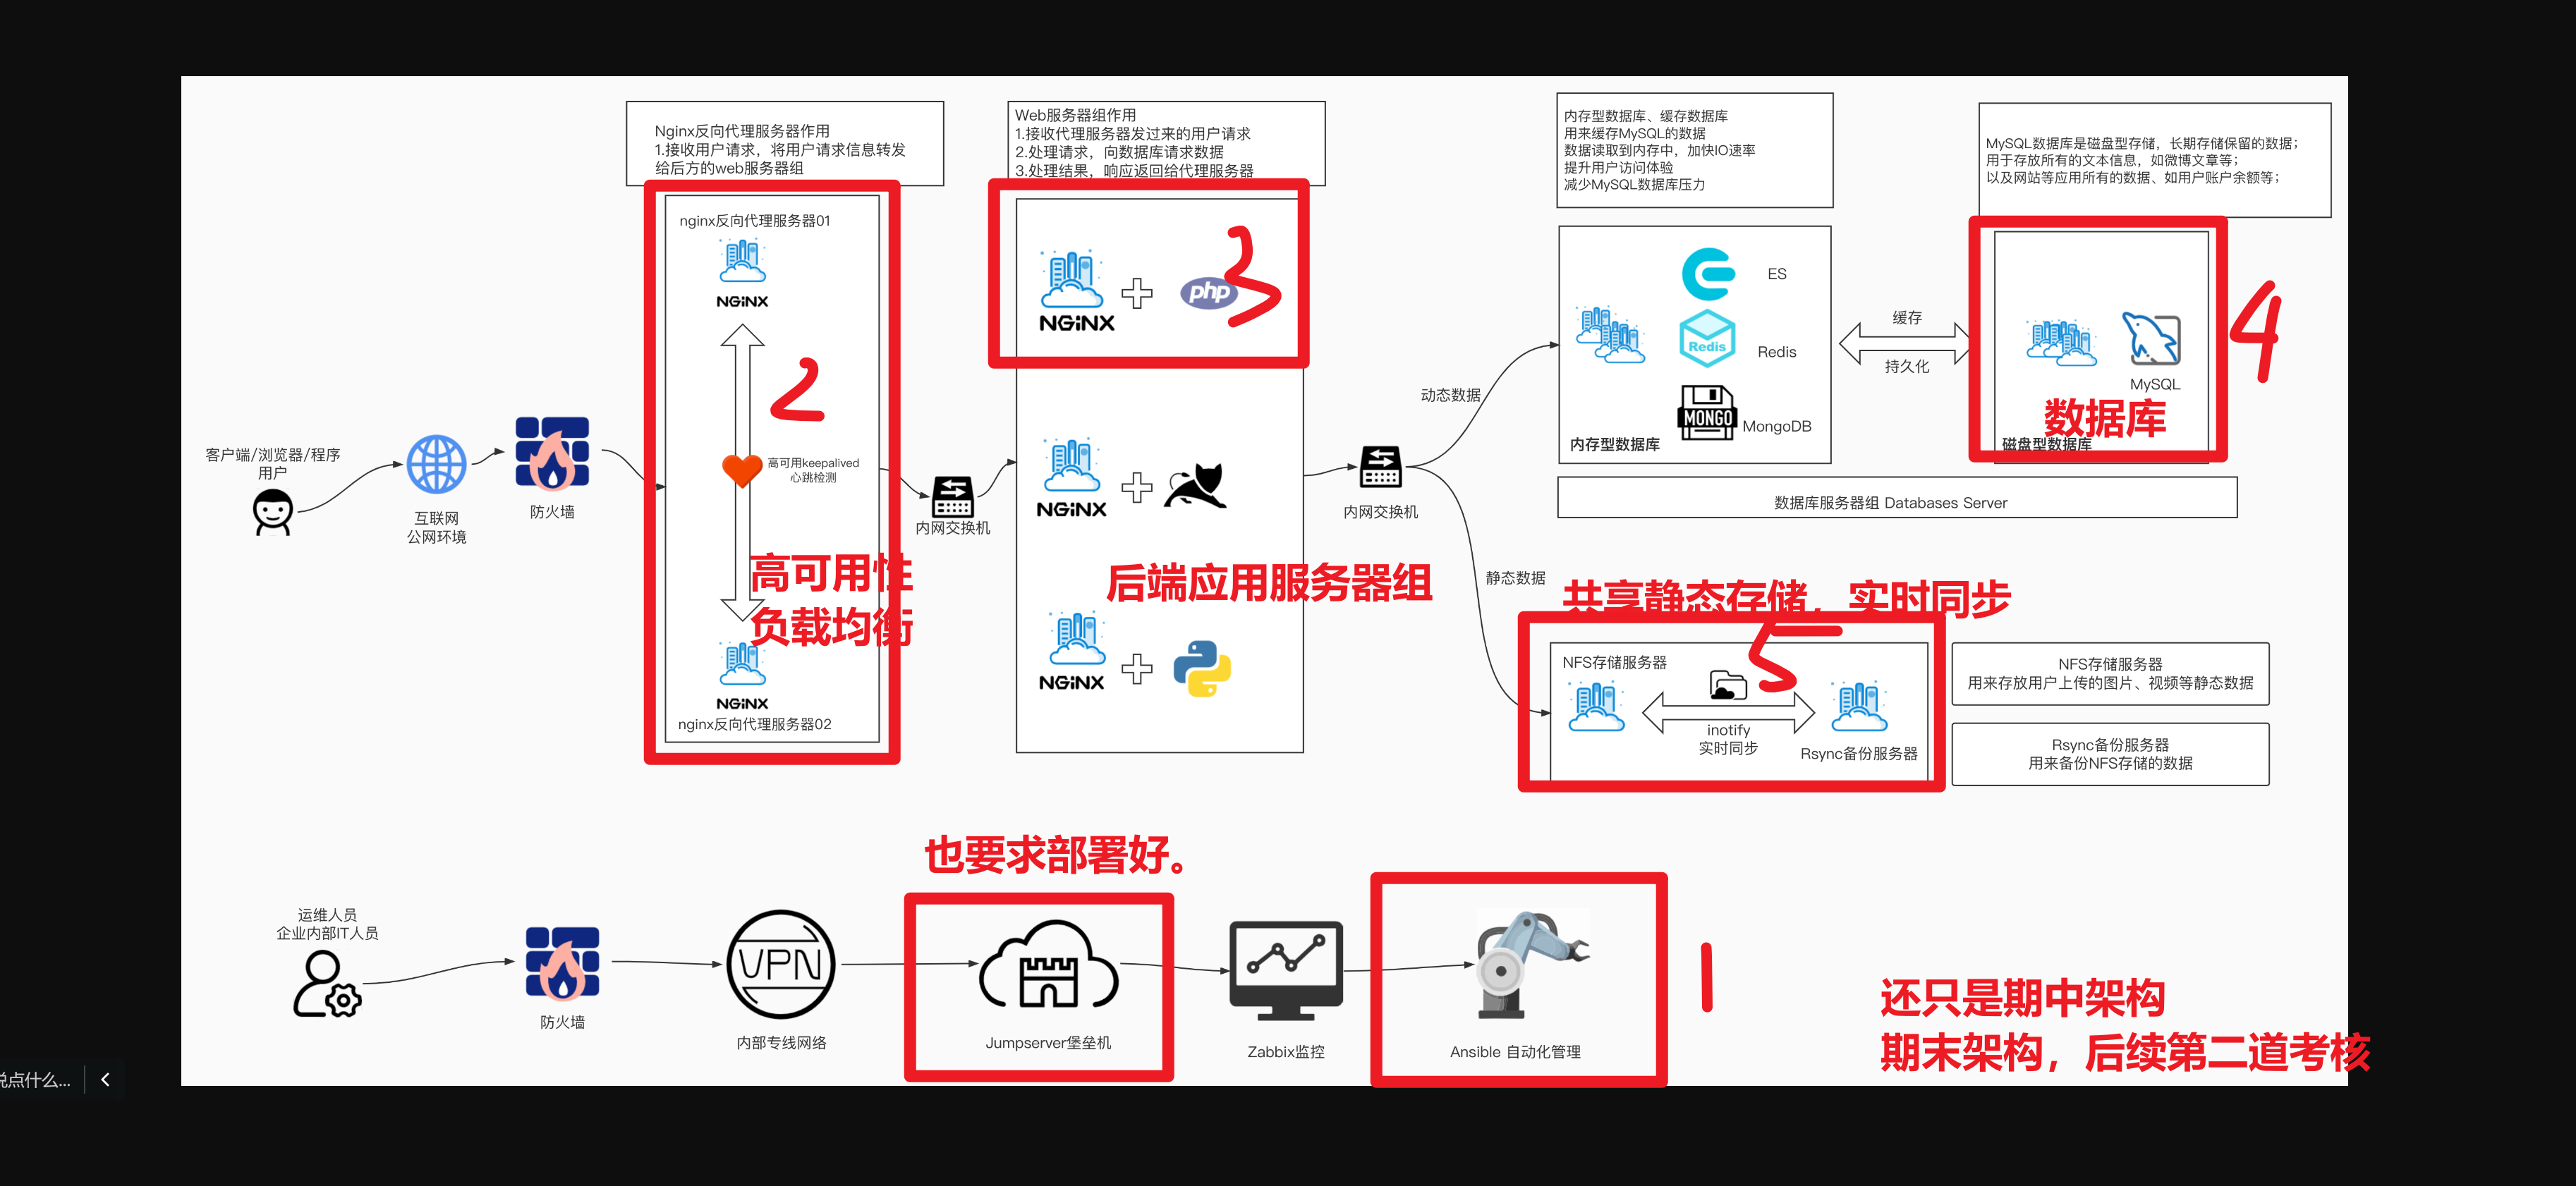 Nginx反向代理服务器作用
1.接收用户请求，将用户请求信息转发
给后方的web服务器组
Web服务器组作用
1.接收代理服务器发过来的用户请求
2.处理请求，向数据库请求数据
3.处理结果，响应返回给代理服务器
内存型数据库、缓存数据库
用来缓存MySQL的数据
数据读取到内存中，加快IO速率
提升用户访问体验
减少MySQL数据库压力
MySQL数据库是磁盘型存储，长期存储保留的数据；
用于存放所有的文本信息，如微博文章等；
以及网站等应用所有的数据、如用户账户余额等；
nginx反向代理服务器01
NGiNX
2
高可用keepalived
心跳检测
高可用性
负载均衡
NGiNX
nginx反向代理服务器02
客户端/浏览器/程序
用户
互联网
公网环境
防火墙
内网交换机
NGiNX
php
3
NGiNX
后端应用服务器组
NGiNX
内网交换机
动态数据
静态数据
ES
Redis
Redis
MONGO
MongoDB
内存型数据库
缓存
持久化
MySQL
数据库
磁盘型数据库
4
数据库服务器组 Databases Server
共享静态存储，实时同步
5
NFS存储服务器
inotify
实时同步
Rsync备份服务器
NFS存储服务器
用来存放用户上传的图片、视频等静态数据
Rsync备份服务器
用来备份NFS存储的数据
也要求部署好。
运维人员
企业内部IT人员
防火墙
VPN
内部专线网络
Jumpserver堡垒机
Zabbix监控
Ansible 自动化管理
1
还只是期中架构
期末架构，后续第二道考核
说点什么...